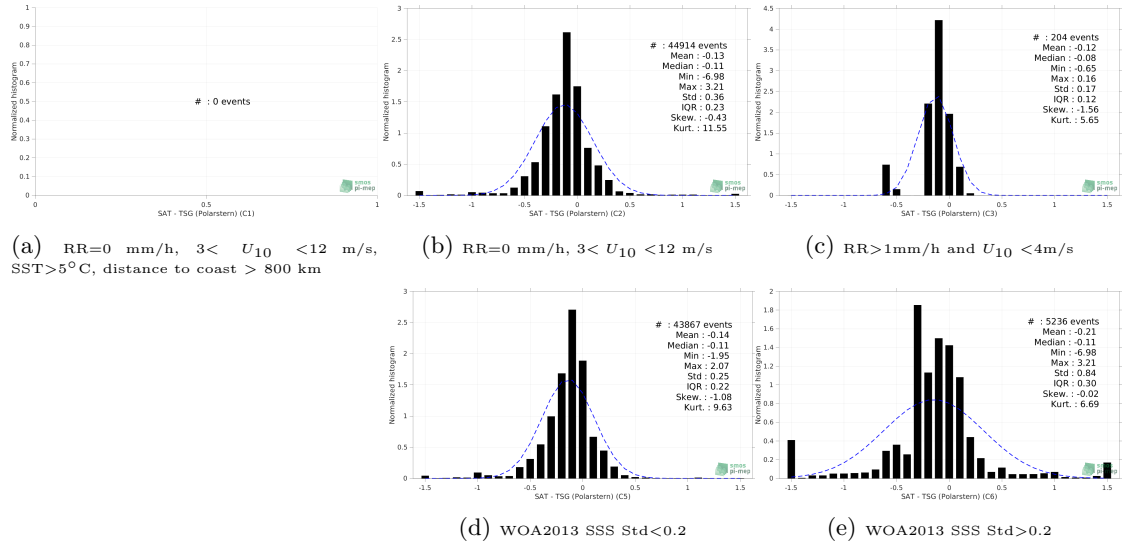 Normalized histogram
1
0.9
0.8
0.7
0.6
0.5
0.4
0.3
0.2
0.1
0
# : 0 events
0
0.5
1
SAT - TSG (Polarstern) (C1)
smos
pi-mep
(a) RR=0 mm/h, 3< U10 <12 m/s,
SST>5°C, distance to coast > 800 km
Normalized histogram
3
2.5
2
1.5
1
0.5
0
# : 44914 events
Mean : -0.13
Median : -0.11
Min : -6.98
Max : 3.21
Std : 0.36
IQR : 0.23
Skew. : -0.43
Kurt. : 11.55
smos
pi-mep
-1.5
-1
-0.5
0
0.5
1
1.5
SAT - TSG (Polarstern) (C2)
(b) RR=0 mm/h, 3< U10 <12 m/s
Normalized histogram
4.5
4
3.5
3
2.5
2
1.5
1
0.5
0
# : 204 events
Mean : -0.12
Median : -0.08
Min : -0.65
Max : 0.16
Std : 0.17
IQR : 0.12
Skew. : -1.56
Kurt. : 5.65
smos
pi-mep
-1.5
-1
-0.5
0
0.5
1
1.5
SAT - TSG (Polarstern) (C3)
(c) RR>1mm/h and U10 <4m/s
Normalized histogram
3
2.5
2
1.5
1
0.5
0
# : 43867 events
Mean : -0.14
Median : -0.11
Min : -1.95
Max : 2.07
Std : 0.25
IQR : 0.22
Skew. : -1.08
Kurt. : 9.63
smos
pi-mep
-1.5
-1
-0.5
0
0.5
1
1.5
SAT - TSG (Polarstern) (C5)
(d) WOA2013 SSS Std<0.2
Normalized histogram
2
1.8
1.6
1.4
1.2
1
0.8
0.6
0.4
0.2
0
# : 5236 events
Mean : -0.21
Median : -0.11
Min : -6.98
Max : 3.21
Std : 0.84
IQR : 0.30
Skew. : -0.02
Kurt. : 6.69
smos
pi-mep
-1.5
-1
-0.5
0
0.5
1
1.5
SAT - TSG (Polarstern) (C6)
(e) WOA2013 SSS Std>0.2